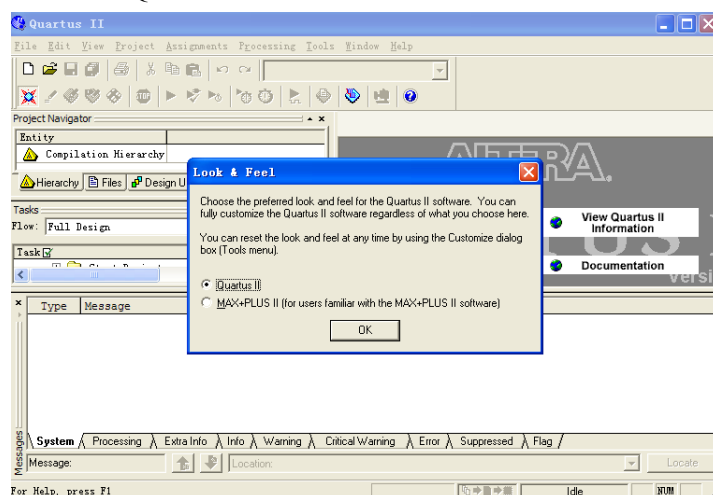 Quartus II
File Edit View Project Assignments Processing Tools Window Help
Project Navigator
Entity
Compilation Hierarchy
Hierarchy Files Design U
Tasks
Flow: Full Design
Task
ALTERA.
View Quartus II
Information
Documentation
Versi
Look & Feel
Choose the preferred look and feel for the Quartus II software. You can
fully customize the Quartus II software regardless of what you choose here.
You can reset the look and feel at any time by using the Customize dialog
box (Tools menu).
Quartus II
MAX+PLUS II (for users familiar with the MAX+PLUS II software)
OK
Type Message
System Processing Extra Info Info Warning Critical Warning Error Suppressed Flag
Messages
Message: Location: Locate
For Help, press F1 Idle NUM